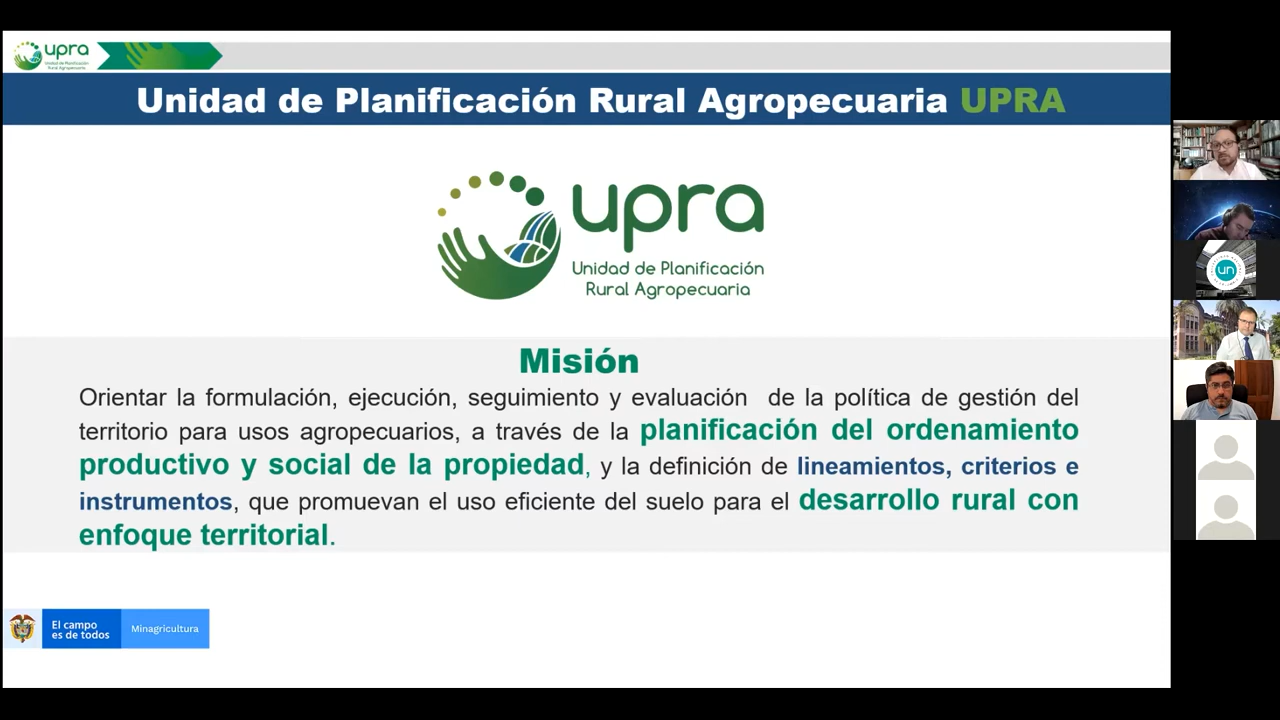 upra
Unidad de Planificación
Rural Agropecuaria
Unidad de Planificación Rural Agropecuaria UPRA
upra
Unidad de Planificación
Rural Agropecuaria
Misión
Orientar la formulación, ejecución, seguimiento y evaluación de la política de gestión del
territorio para usos agropecuarios, a través de la planificación del ordenamiento
productivo y social de la propiedad, y la definición de lineamientos, criterios e
instrumentos, que promuevan el uso eficiente del suelo para el desarrollo rural con
enfoque territorial.
El campo
es de todos
Minagricultura
un